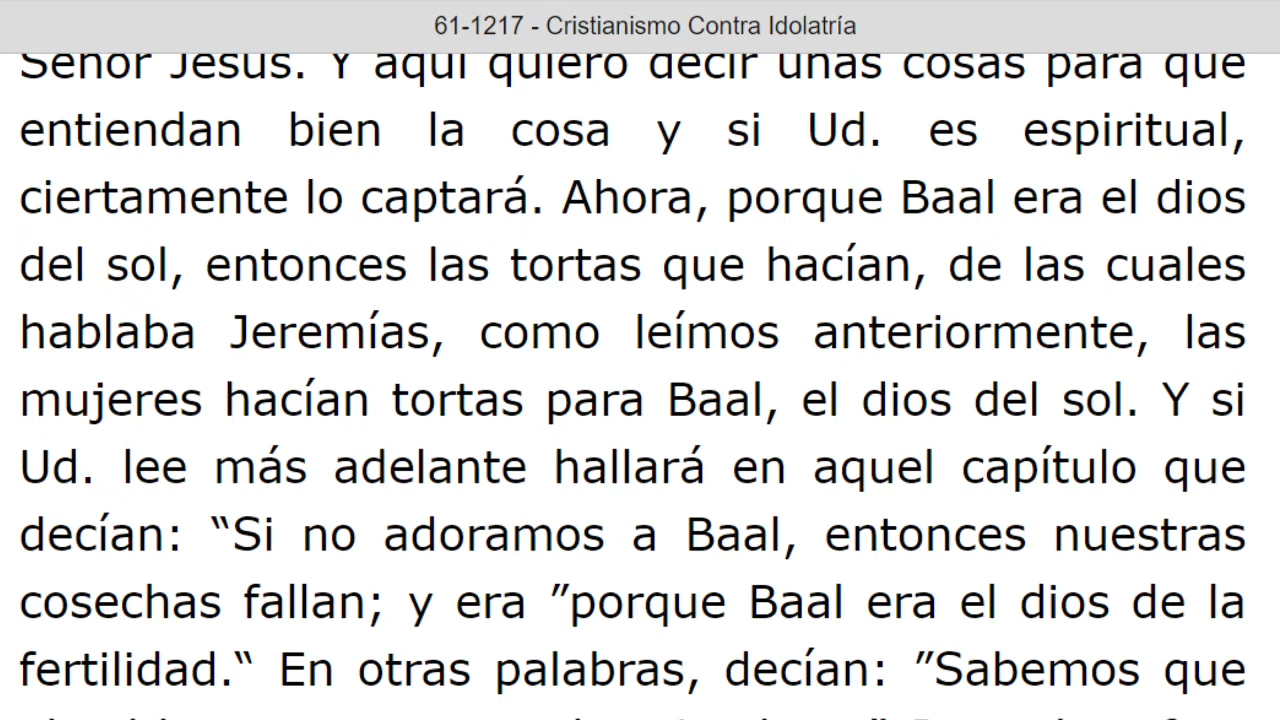 61-1217 - Cristianismo Contra Idolatría
Señor Jesús. Y aquí quiero decir unas cosas para que
entiendan bien la cosa y si Ud. es espiritual,
ciertamente lo captará. Ahora, porque Baal era el dios
del sol, entonces las tortas que hacían, de las cuales
hablaba Jeremías, como leímos anteriormente, las
mujeres hacían tortas para Baal, el dios del sol. Y si
Ud. lee más adelante hallará en aquel capítulo que
decían: “Si no adoramos a Baal, entonces nuestras
cosechas fallan; y era ”porque Baal era el dios de la
fertilidad.“ En otras palabras, decían: ”Sabemos que